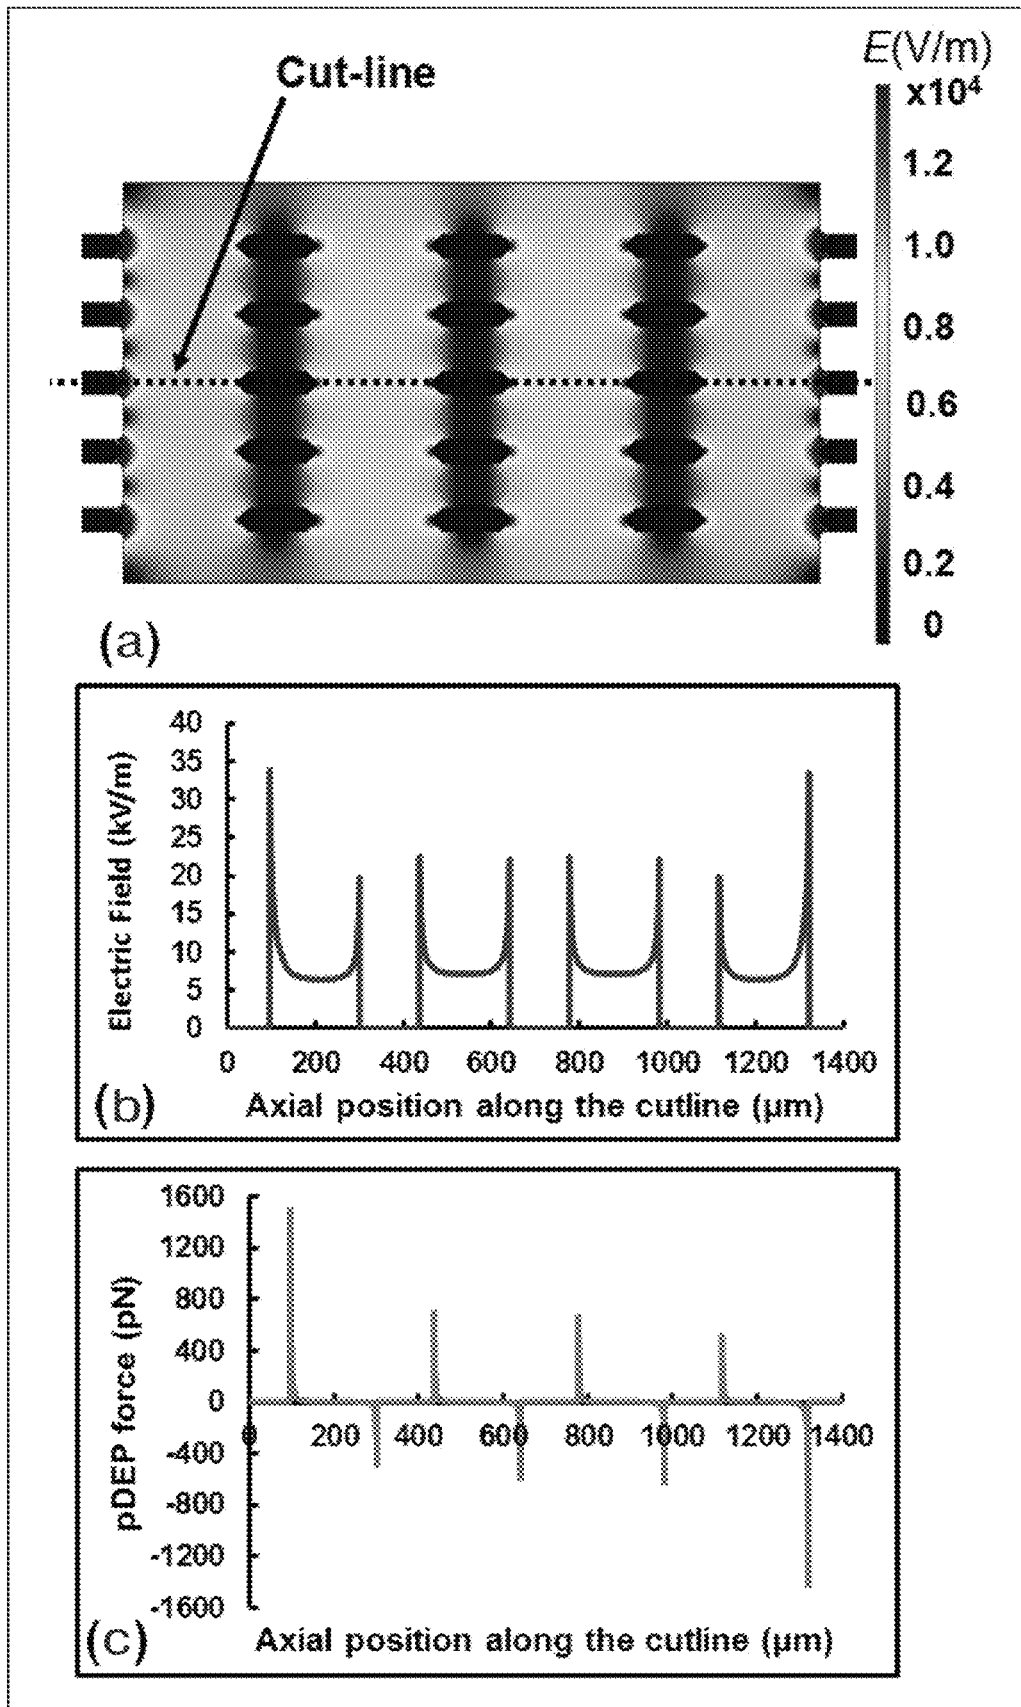 Cut-line
E(V/m)
x10⁴
1.2
1.0
0.8
0.6
0.4
0.2
0
(a)
40
35
30
25
20
15
10
5
0
Electric Field (kV/m)
0 200 400 600 800 1000 1200 1400
(b) Axial position along the cutline (µm)
1600
1200
800
400
0
-400
-800
-1200
-1600
pDEP force (pN)
0 200 400 600 800 1000 1200 1400
(c) Axial position along the cutline (µm)